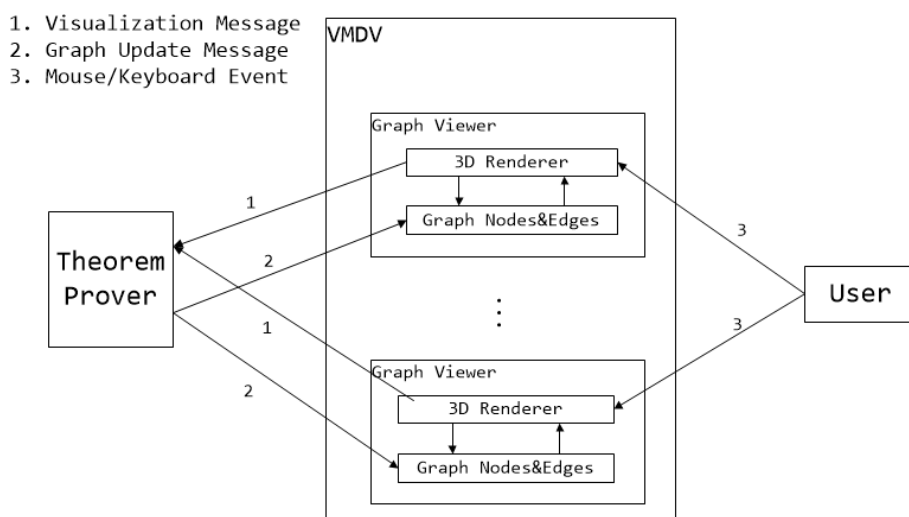 1. Visualization Message
2. Graph Update Message
3. Mouse/Keyboard Event
VMDV
Graph Viewer
3D Renderer
Graph Nodes&Edges
1
2
3
Theorem
Prover
User
1
3
2
Graph Viewer
3D Renderer
Graph Nodes&Edges